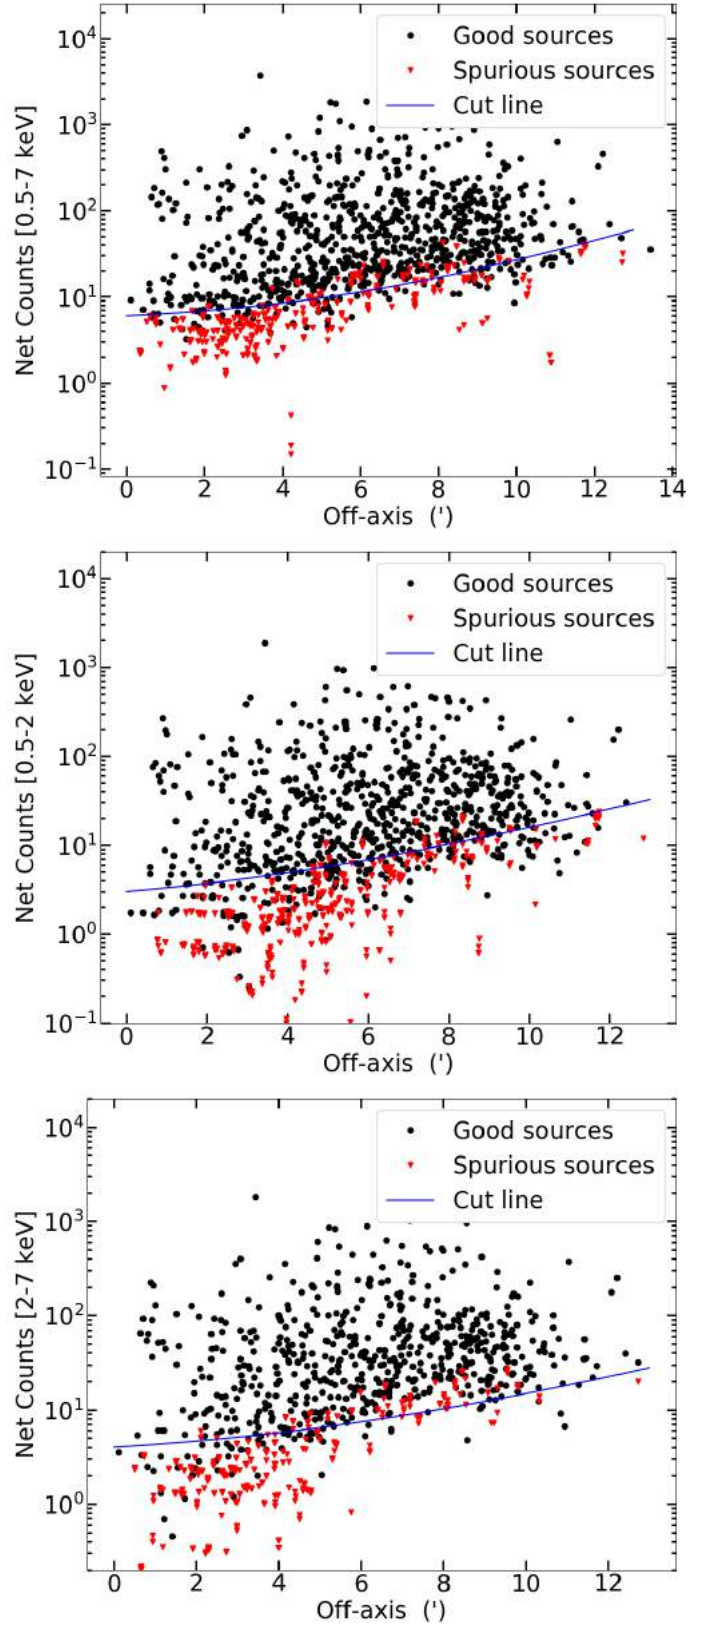 Net Counts [0.5-7 keV]
10⁴
10³
10²
10¹
10⁰
10⁻¹
Good sources
Spurious sources
Cut line
0 2 4 6 8 10 12 14
Off-axis (')
Net Counts [0.5-2 keV]
10⁴
10³
10²
10¹
10⁰
10⁻¹
Good sources
Spurious sources
Cut line
0 2 4 6 8 10 12
Off-axis (')
Net Counts [2-7 keV]
10⁴
10³
10²
10¹
10⁰
Good sources
Spurious sources
Cut line
0 2 4 6 8 10 12
Off-axis (')